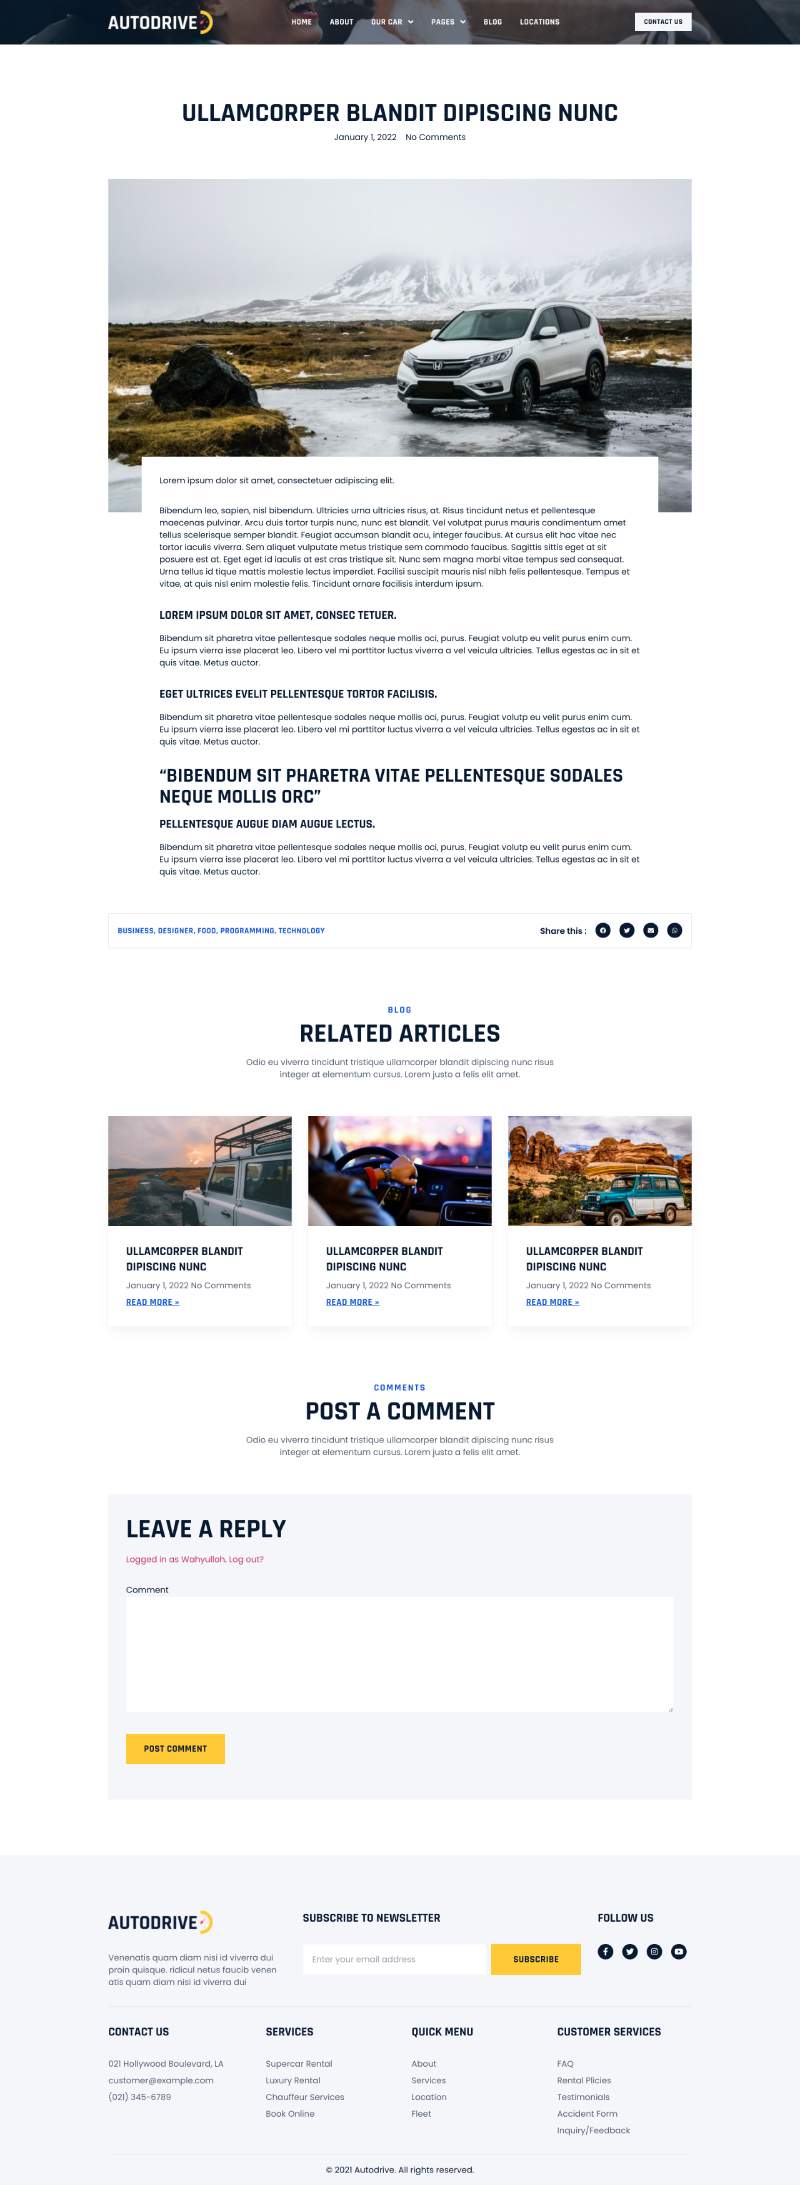 AUTODRIVE
HOME ABOUT OUR CAR PAGES BLOG LOCATIONS
CONTACT US
ULLAMCORPER BLANDIT DIPISCING NUNC
January 1, 2022 No Comments
Lorem ipsum dolor sit amet, consectetuer adipiscing elit.
Bibendum leo, sapien, nisl bibendum. Ultricies urna ultricies risus, at. Risus tincidunt netus et pellentesque
maecenas pulvinar. Arcu duis tortor turpis nunc, nunc est blandit. Vel volutpat purus mauris condimentum amet
tellus scelerisque semper blandit. Feugiat accumsan blandit acu, integer faucibus. At cursus elit hac vitae nec
tortor iaculis viverra. Sem aliquet vulputate metus tristique sem commodo faucibus. Sagittis sittis eget at sit
posuere est at. Eget eget id iaculis at est cras tristique sit. Nunc sem magna morbi vitae tempus sed consequat.
Urna tellus id tique mattis molestie lectus imperdiet. Facilisi suscipit mauris nisl nibh felis pellentesque. Tempus et
vitae, at quis nisl enim molestie felis. Tincidunt ornare facilisis interdum ipsum.
LOREM IPSUM DOLOR SIT AMET, CONSEC TETUER.
Bibendum sit pharetra vitae pellentesque sodales neque mollis oci, purus. Feugiat volutp eu velit purus enim cum.
Eu ipsum vierra isse placerat leo. Libero vel mi porttitor luctus viverra a vel veicula ultricies. Tellus egestas ac in sit et
quis vitae. Metus auctor.
EGET ULTRICES EVELIT PELLENTESQUE TORTOR FACILISIS.
Bibendum sit pharetra vitae pellentesque sodales neque mollis oci, purus. Feugiat volutp eu velit purus enim cum.
Eu ipsum vierra isse placerat leo. Libero vel mi porttitor luctus viverra a vel veicula ultricies. Tellus egestas ac in sit et
quis vitae. Metus auctor.
“BIBENDUM SIT PHARETRA VITAE PELLENTESQUE SODALES
NEQUE MOLLIS ORC”
PELLENTESQUE AUGUE DIAM AUGUE LECTUS.
Bibendum sit pharetra vitae pellentesque sodales neque mollis oci, purus. Feugiat volutp eu velit purus enim cum.
Eu ipsum vierra isse placerat leo. Libero vel mi porttitor luctus viverra a vel veicula ultricies. Tellus egestas ac in sit et
quis vitae. Metus auctor.
BUSINESS, DESIGNER, FOOD, PROGRAMMING, TECHNOLOGY
Share this :
BLOG
RELATED ARTICLES
Odio eu viverra tincidunt tristique ullamcorper blandit dipiscing nunc risus
integer at elementum cursus. Lorem justo a felis elit amet.
ULLAMCORPER BLANDIT
DIPISCING NUNC
January 1, 2022 No Comments
READ MORE »
ULLAMCORPER BLANDIT
DIPISCING NUNC
January 1, 2022 No Comments
READ MORE »
ULLAMCORPER BLANDIT
DIPISCING NUNC
January 1, 2022 No Comments
READ MORE »
COMMENTS
POST A COMMENT
Odio eu viverra tincidunt tristique ullamcorper blandit dipiscing nunc risus
integer at elementum cursus. Lorem justo a felis elit amet.
LEAVE A REPLY
Logged in as Wahyullah. Log out?
Comment
POST COMMENT
AUTODRIVE
Venenatis quam diam nisi id viverra dui
proin quisque. ridicul netus faucib venen
atis quam diam nisi id viverra dui
SUBSCRIBE TO NEWSLETTER
Enter your email address
SUBSCRIBE
FOLLOW US
CONTACT US
021 Hollywood Boulevard, LA
customer@example.com
(021) 345-6789
SERVICES
Supercar Rental
Luxury Rental
Chauffeur Services
Book Online
QUICK MENU
About
Services
Location
Fleet
CUSTOMER SERVICES
FAQ
Rental Plicies
Testimonials
Accident Form
Inquiry/Feedback
© 2021 Autodrive. All rights reserved.